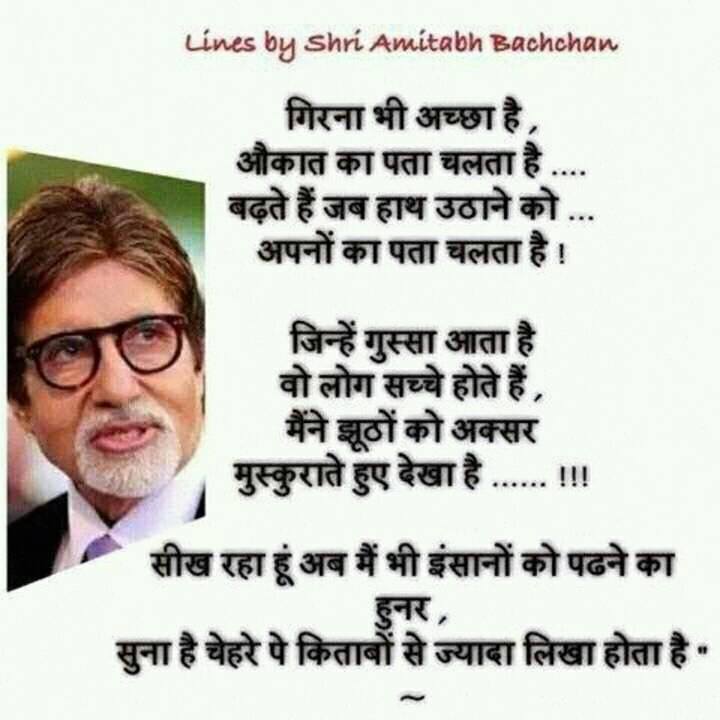 Lines by Shri Amitabh Bachchan
गिरना भी अच्छा है ,
औकात का पता चलता है ....
बढ़ते हैं जब हाथ उठाने को ...
अपनों का पता चलता है !
जिन्हें गुस्सा आता है
वो लोग सच्चे होते हैं ,
मैंने झूठों को अक्सर
मुस्कुराते हुए देखा है ...... !!!
सीख रहा हूं अब मैं भी इंसानों को पढने का
हुनर ,
सुना है चेहरे पे किताबों से ज्यादा लिखा होता है "
~